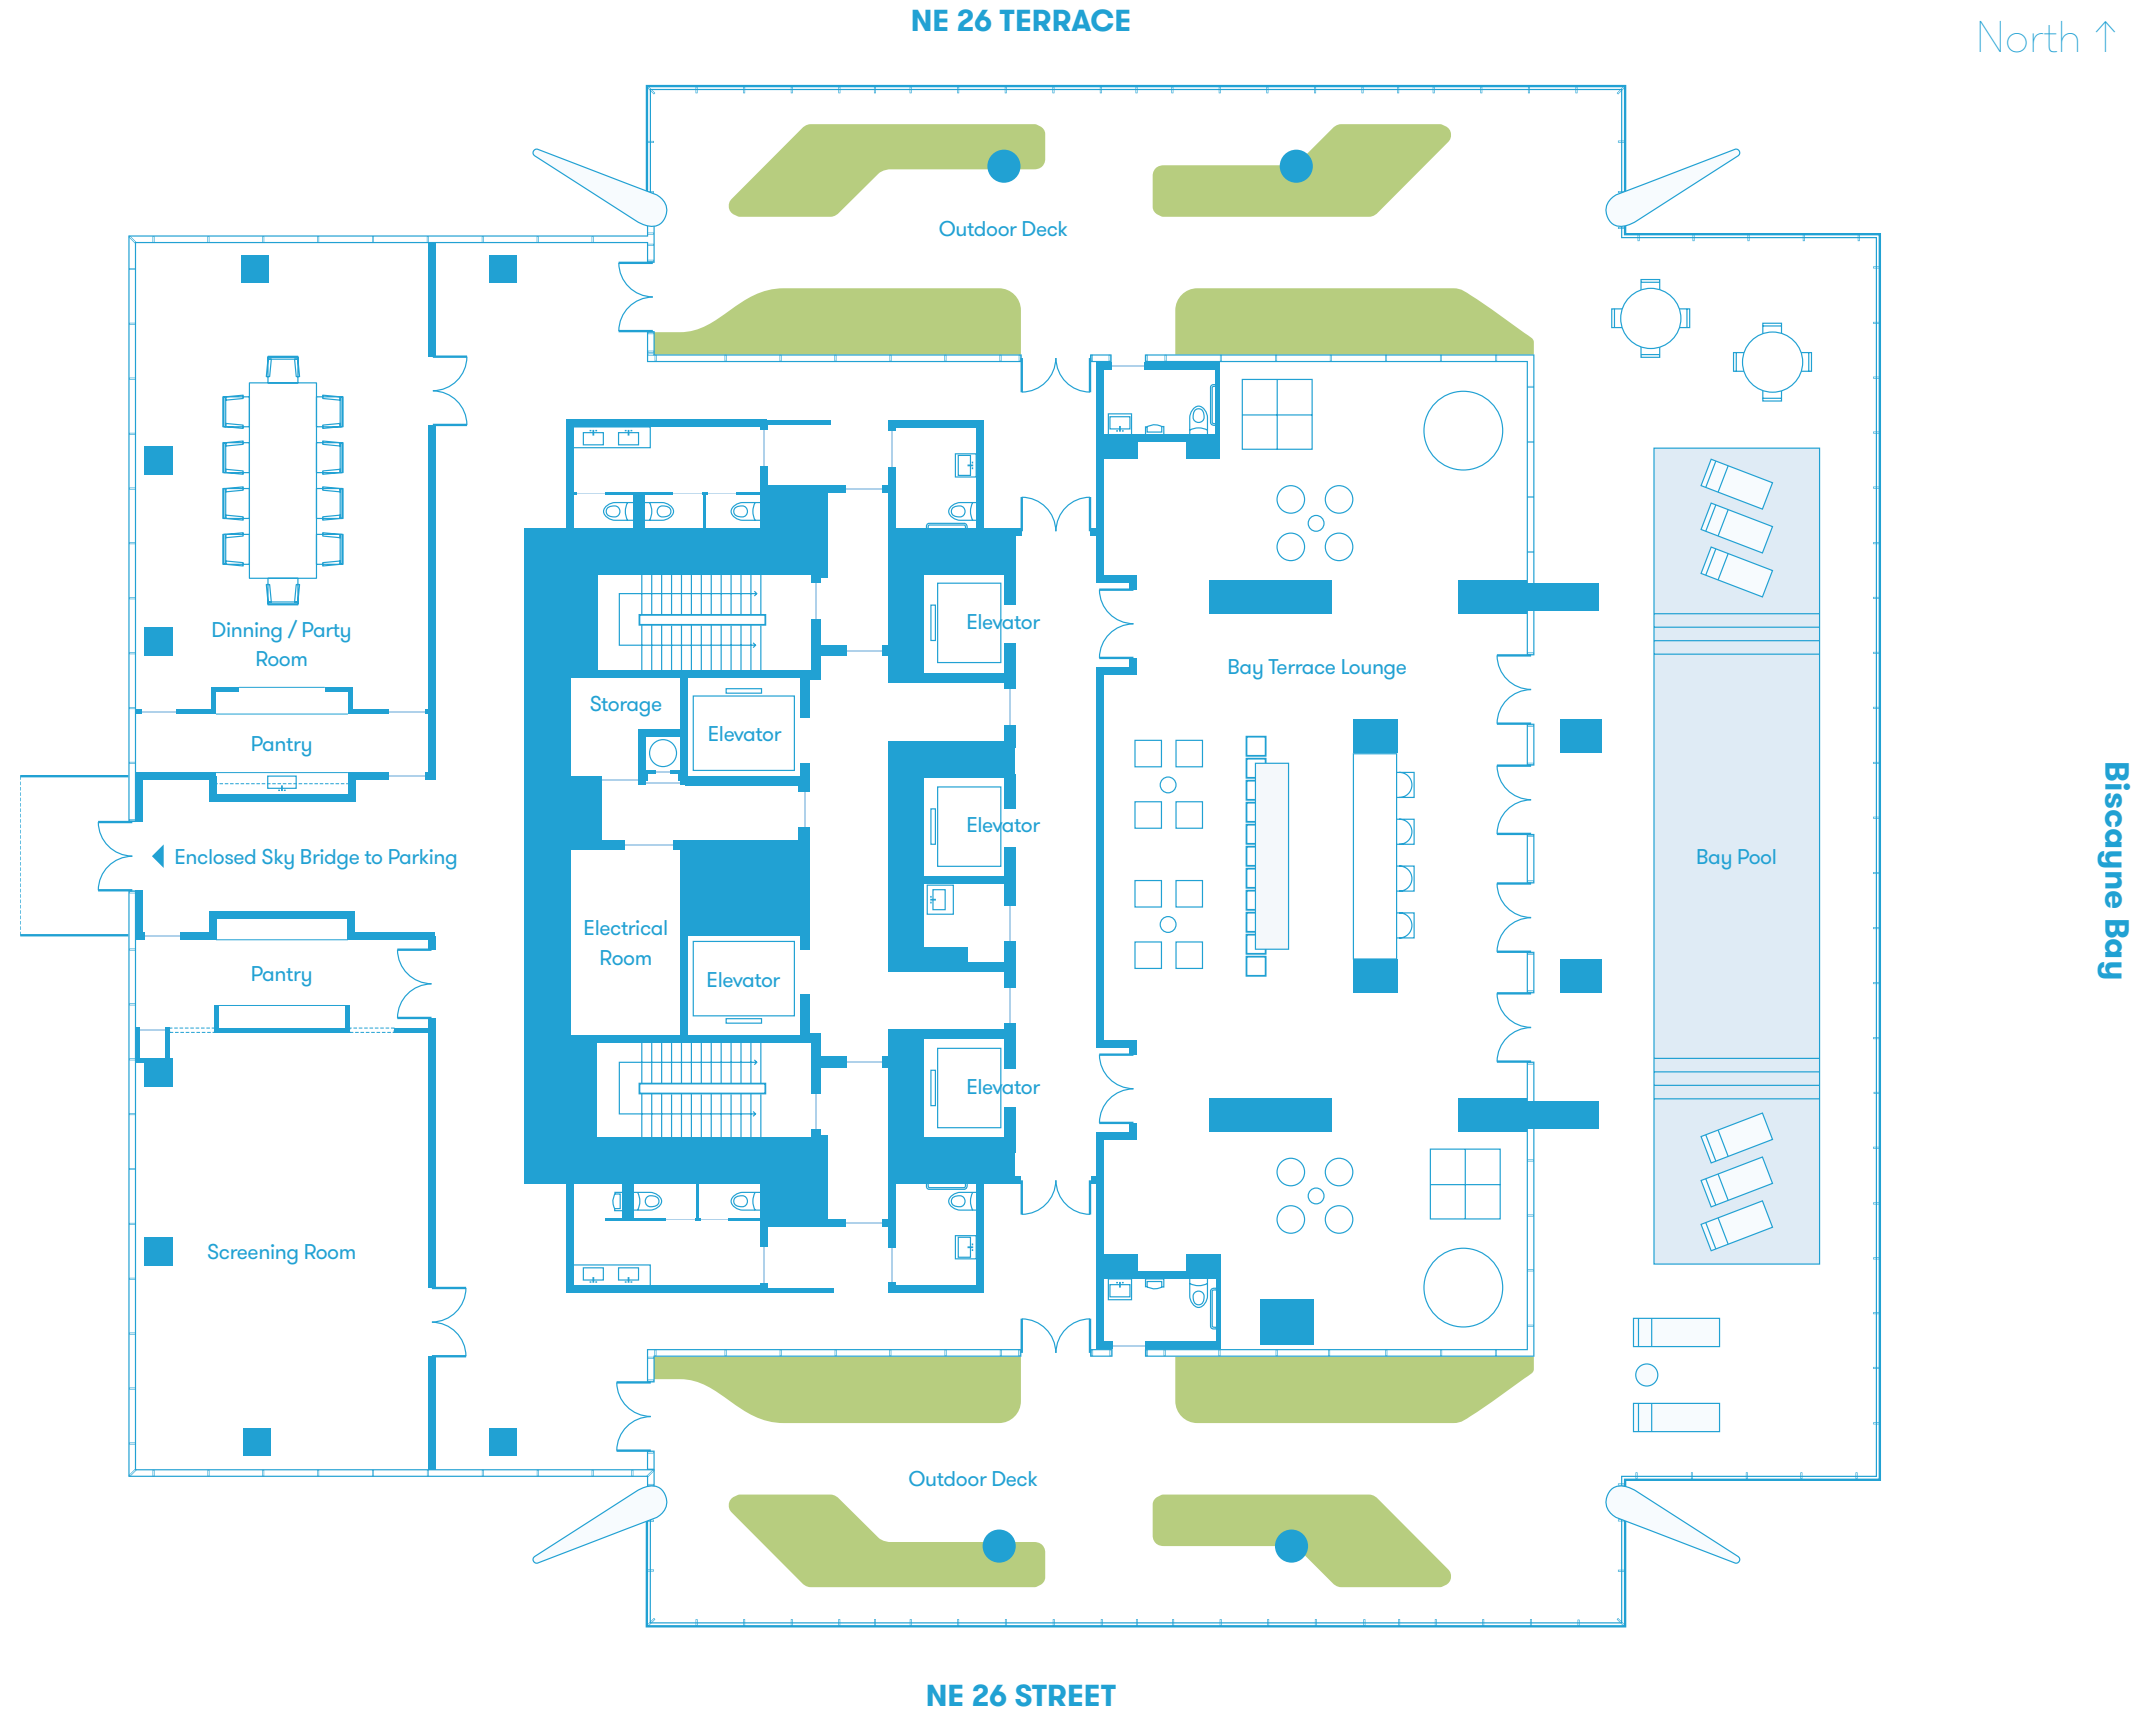 NE 26 TERRACE
North ↑
Outdoor Deck
Elevator
Dinning / Party
Room
Bay Terrace Lounge
Storage
Elevator
Pantry
Elevator
Enclosed Sky Bridge to Parking
Bay Pool
Biscayne Bay
Electrical
Room
Pantry
Elevator
Elevator
Screening Room
Outdoor Deck
NE 26 STREET